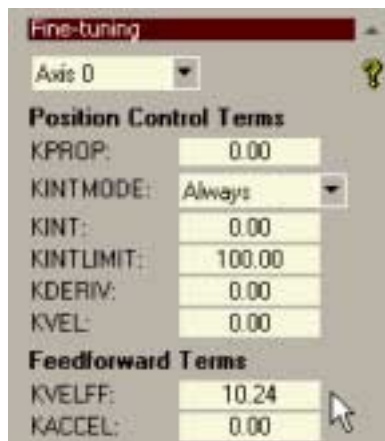 Fine-tuning
Axis 0
Position Control Terms
KPROP: 0.00
KINTMODE: Always
KINT: 0.00
KINTLIMIT: 100.00
KDERIV: 0.00
KVEL: 0.00
Feedforward Terms
KVELFF: 10.24
KACCEL: 0.00